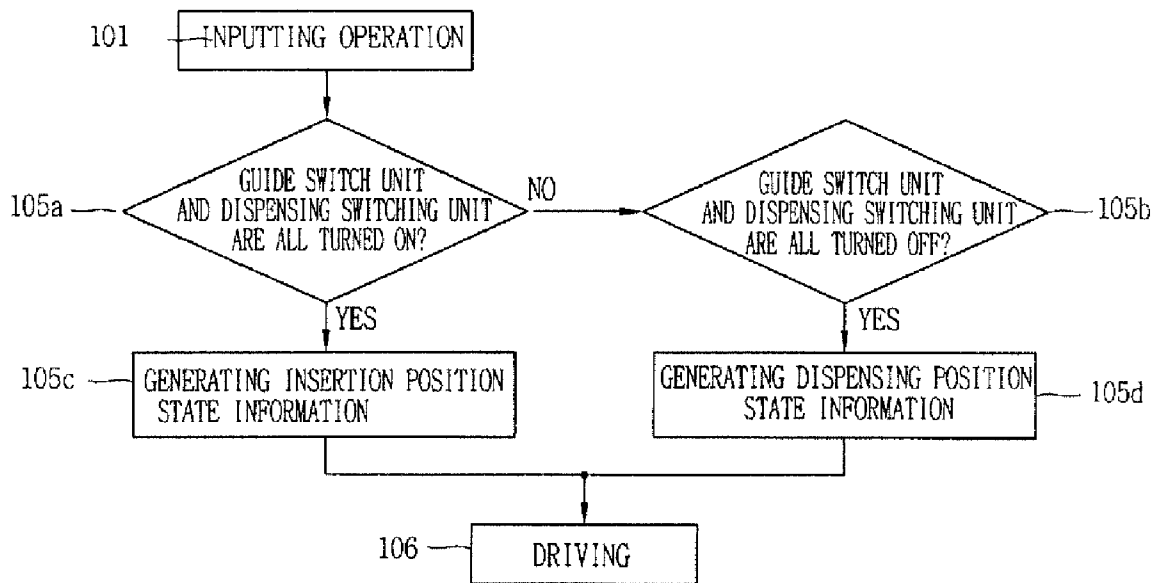 101
INPUTTING OPERATION
105a
GUIDE SWITCH UNIT
AND DISPENSING SWITCHING UNIT
ARE ALL TURNED ON?
NO
GUIDE SWITCH UNIT
AND DISPENSING SWITCHING UNIT
ARE ALL TURNED OFF?
105b
YES
YES
105c
GENERATING INSERTION POSITION
STATE INFORMATION
GENERATING DISPENSING POSITION
STATE INFORMATION
105d
106
DRIVING